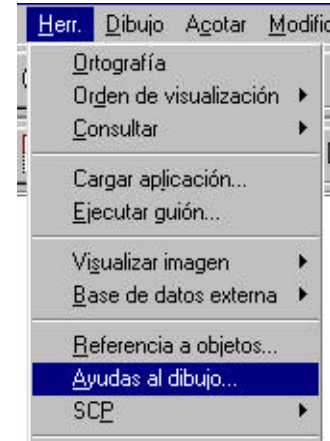 Herr. Dibujo Acotar Modific
Ortografía
Orden de visualización
Consultar
Cargar aplicación...
Ejecutar guión...
Visualizar imagen
Base de datos externa
Referencia a objetos...
Ayudas al dibujo...
SCP